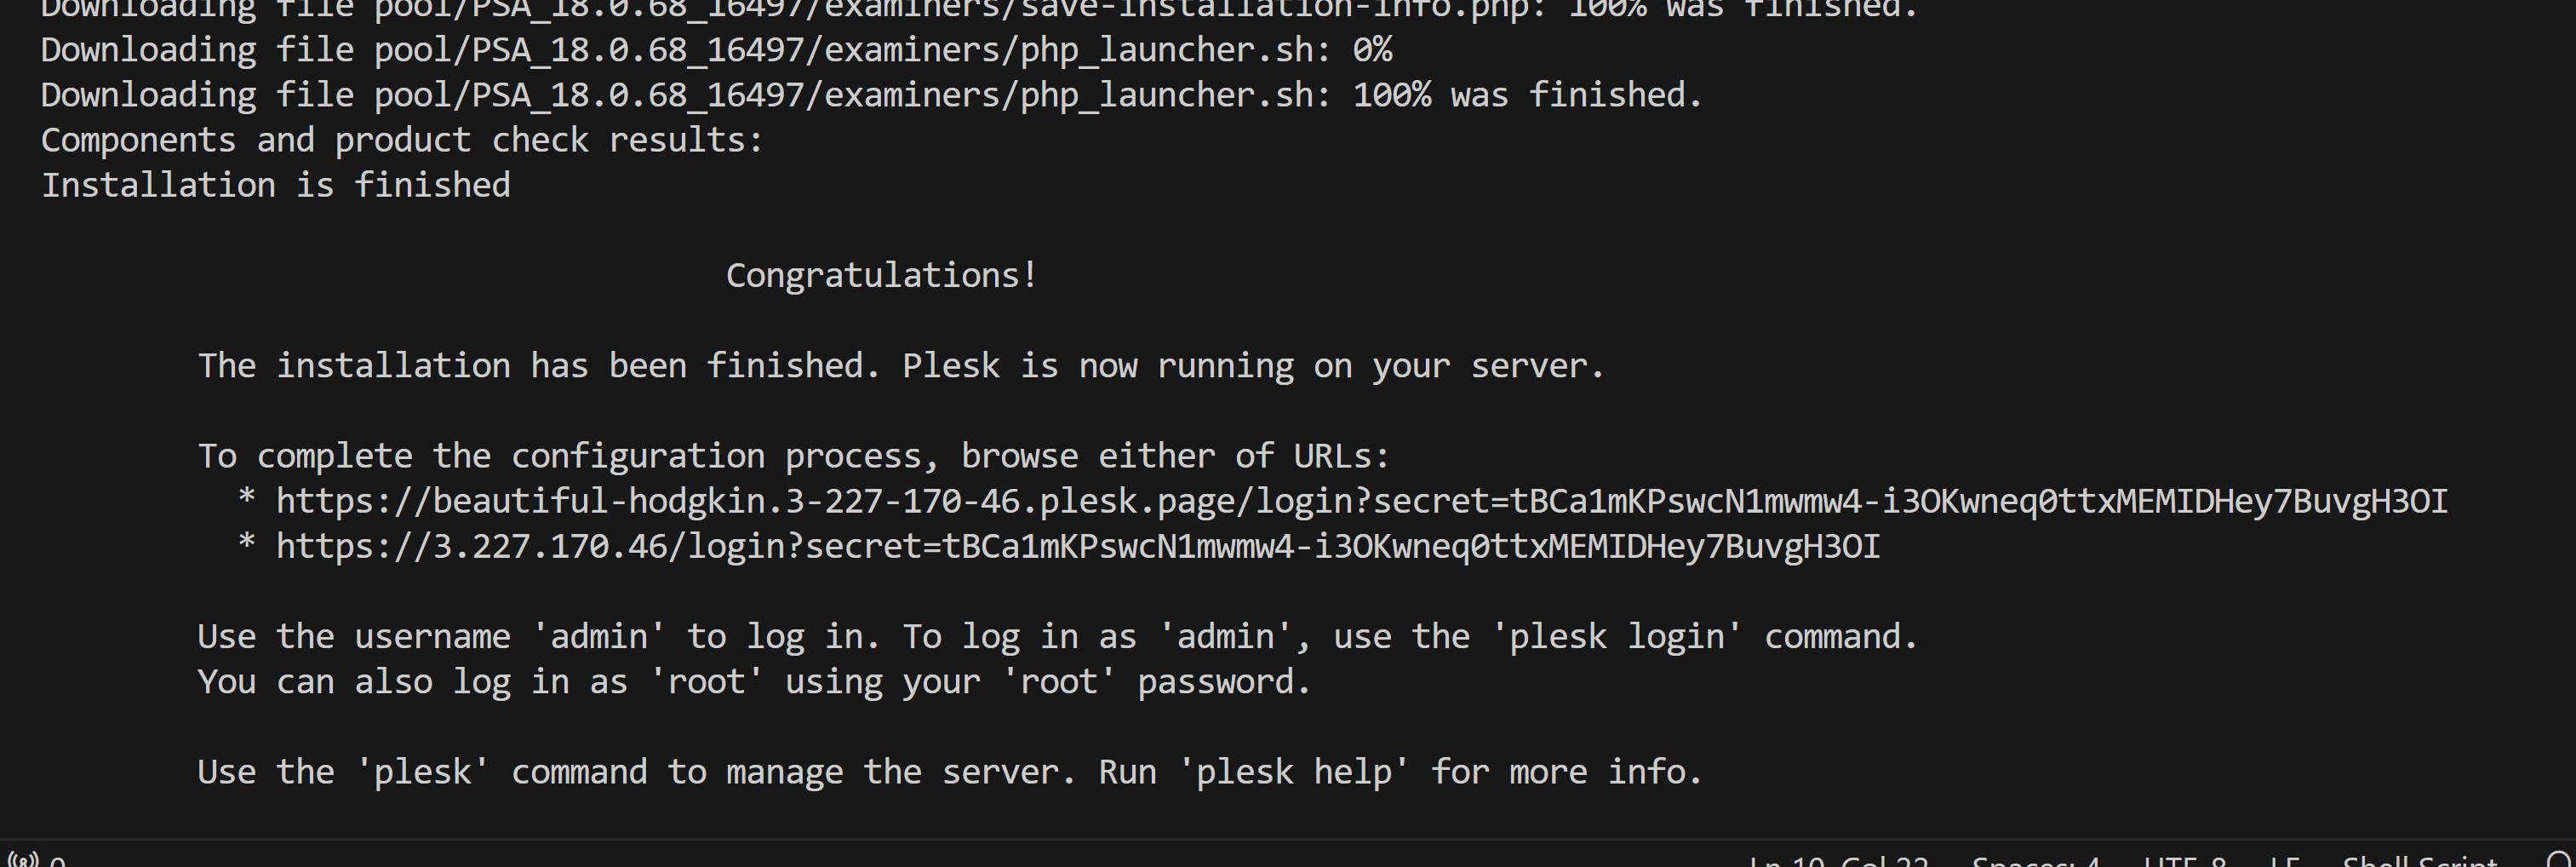 Downloading file pool/PSA_18.0.68_16497/examiners/save-installation-info.php: 100% was finished.
Downloading file pool/PSA_18.0.68_16497/examiners/php_launcher.sh: 0%
Downloading file pool/PSA_18.0.68_16497/examiners/php_launcher.sh: 100% was finished.
Components and product check results:
Installation is finished
Congratulations!
The installation has been finished. Plesk is now running on your server.
To complete the configuration process, browse either of URLs:
* https://beautiful-hodgkin.3-227-170-46.plesk.page/login?secret=tBCa1mKPswcN1mwmw4-i3OKwneq0ttxMEMIDHey7BuvgH3OI
* https://3.227.170.46/login?secret=tBCa1mKPswcN1mwmw4-i3OKwneq0ttxMEMIDHey7BuvgH3OI
Use the username 'admin' to log in. To log in as 'admin', use the 'plesk login' command.
You can also log in as 'root' using your 'root' password.
Use the 'plesk' command to manage the server. Run 'plesk help' for more info.
0 Ln 10, Col 22 Spaces: 4 UTF-8 LF Shell Script